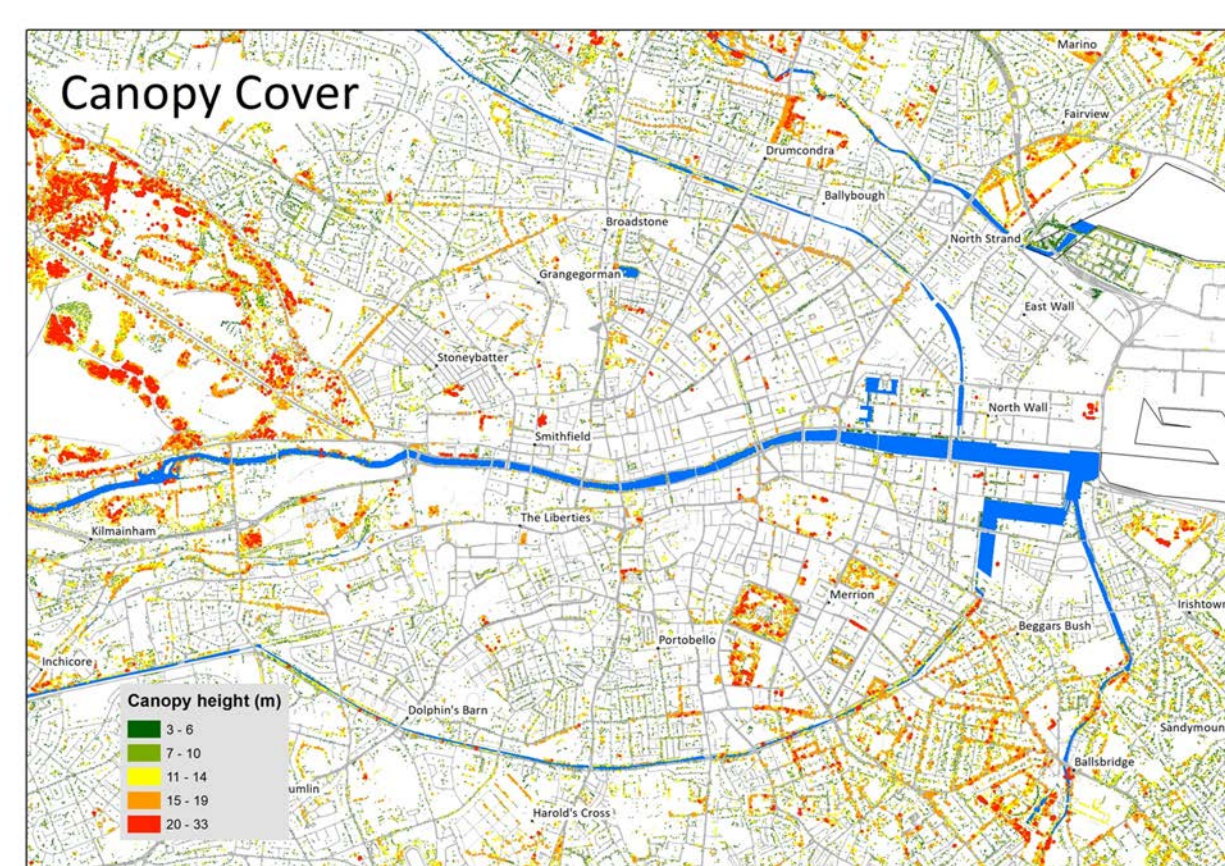 Canopy Cover
Marino
Fairview
Drumcondra
Ballybough
Broadstone
North Strand
Grangegorman
East Wall
Stoneybatter
North Wall
Smithfield
The Liberties
Kilmainham
Merrion
Irishtown
Beggars Bush
Portobello
Inchicore
Canopy height (m)
3 - 6
7 - 10
11 - 14
15 - 19
20 - 33
Dolphin's Barn
Sandymoun
Ballsbridge
umlin
Harold's Cross